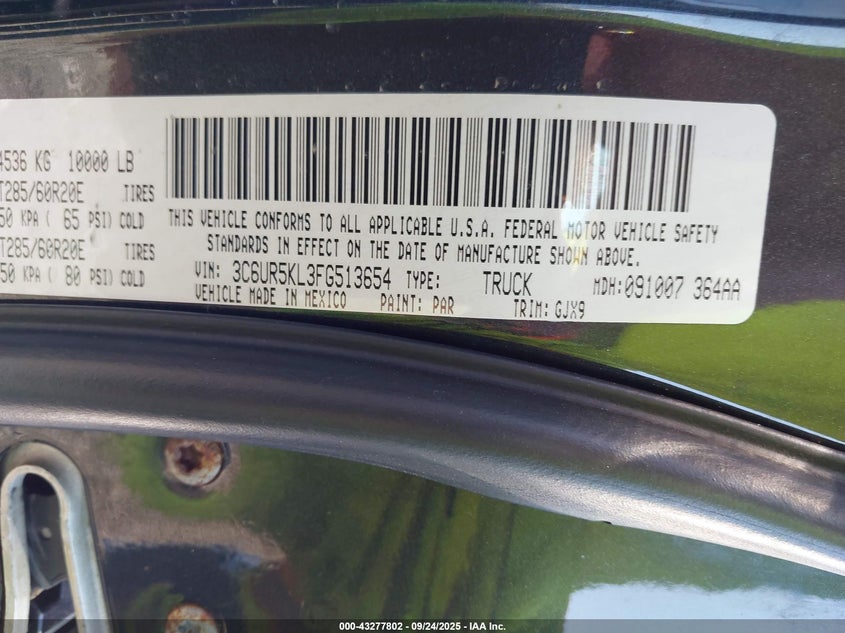 4536 KG 10000 LB
T285/60R20E TIRES
50 KPA ( 65 PSI) COLD
T285/60R20E TIRES
50 KPA ( 80 PSI) COLD
THIS VEHICLE CONFORMS TO ALL APPLICABLE U.S.A. FEDERAL MOTOR VEHICLE SAFETY
STANDARDS IN EFFECT ON THE DATE OF MANUFACTURE SHOWN ABOVE.
VIN: 3C6UR5KL3FG513654 TYPE: TRUCK MDH:091007 364AA
VEHICLE MADE IN MEXICO PAINT: PAR TRIM: GJX9
000-43277802 - 09/24/2025 - IAA Inc.